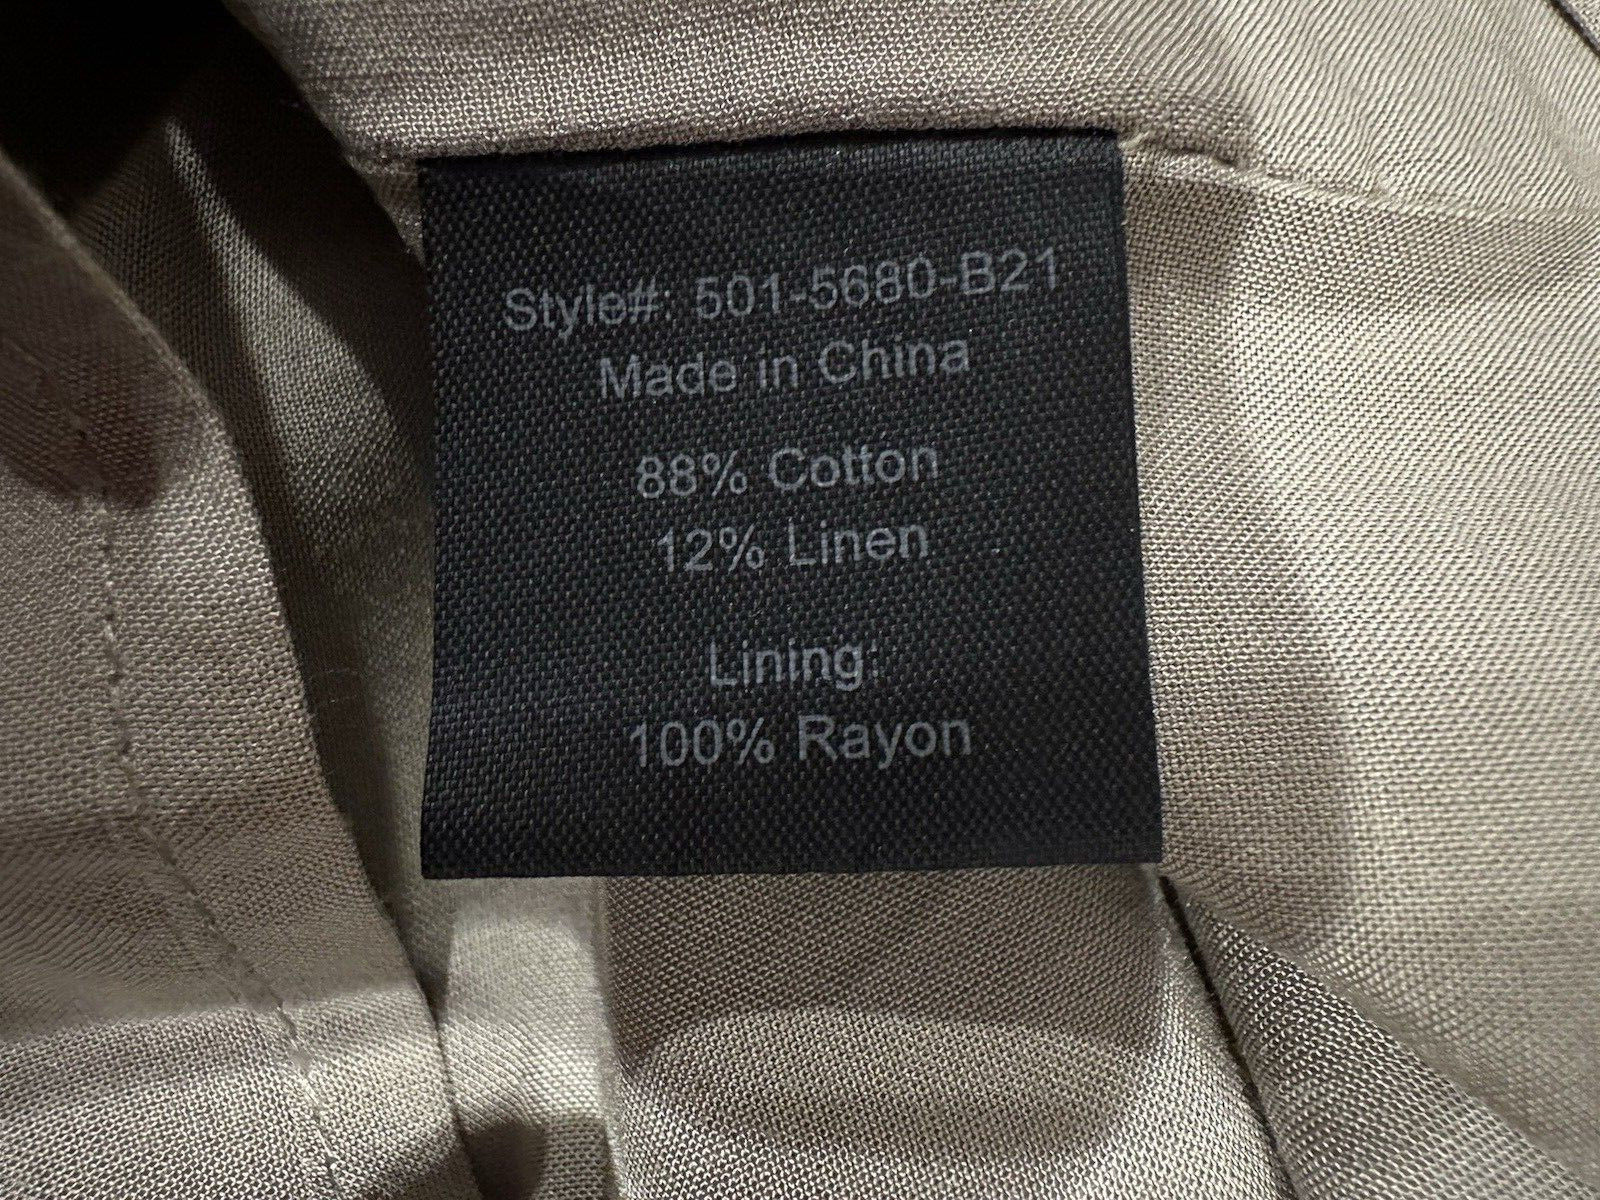 Style#: 501-5680-B21
Made in China
88% Cotton
12% Linen
Lining:
100% Rayon